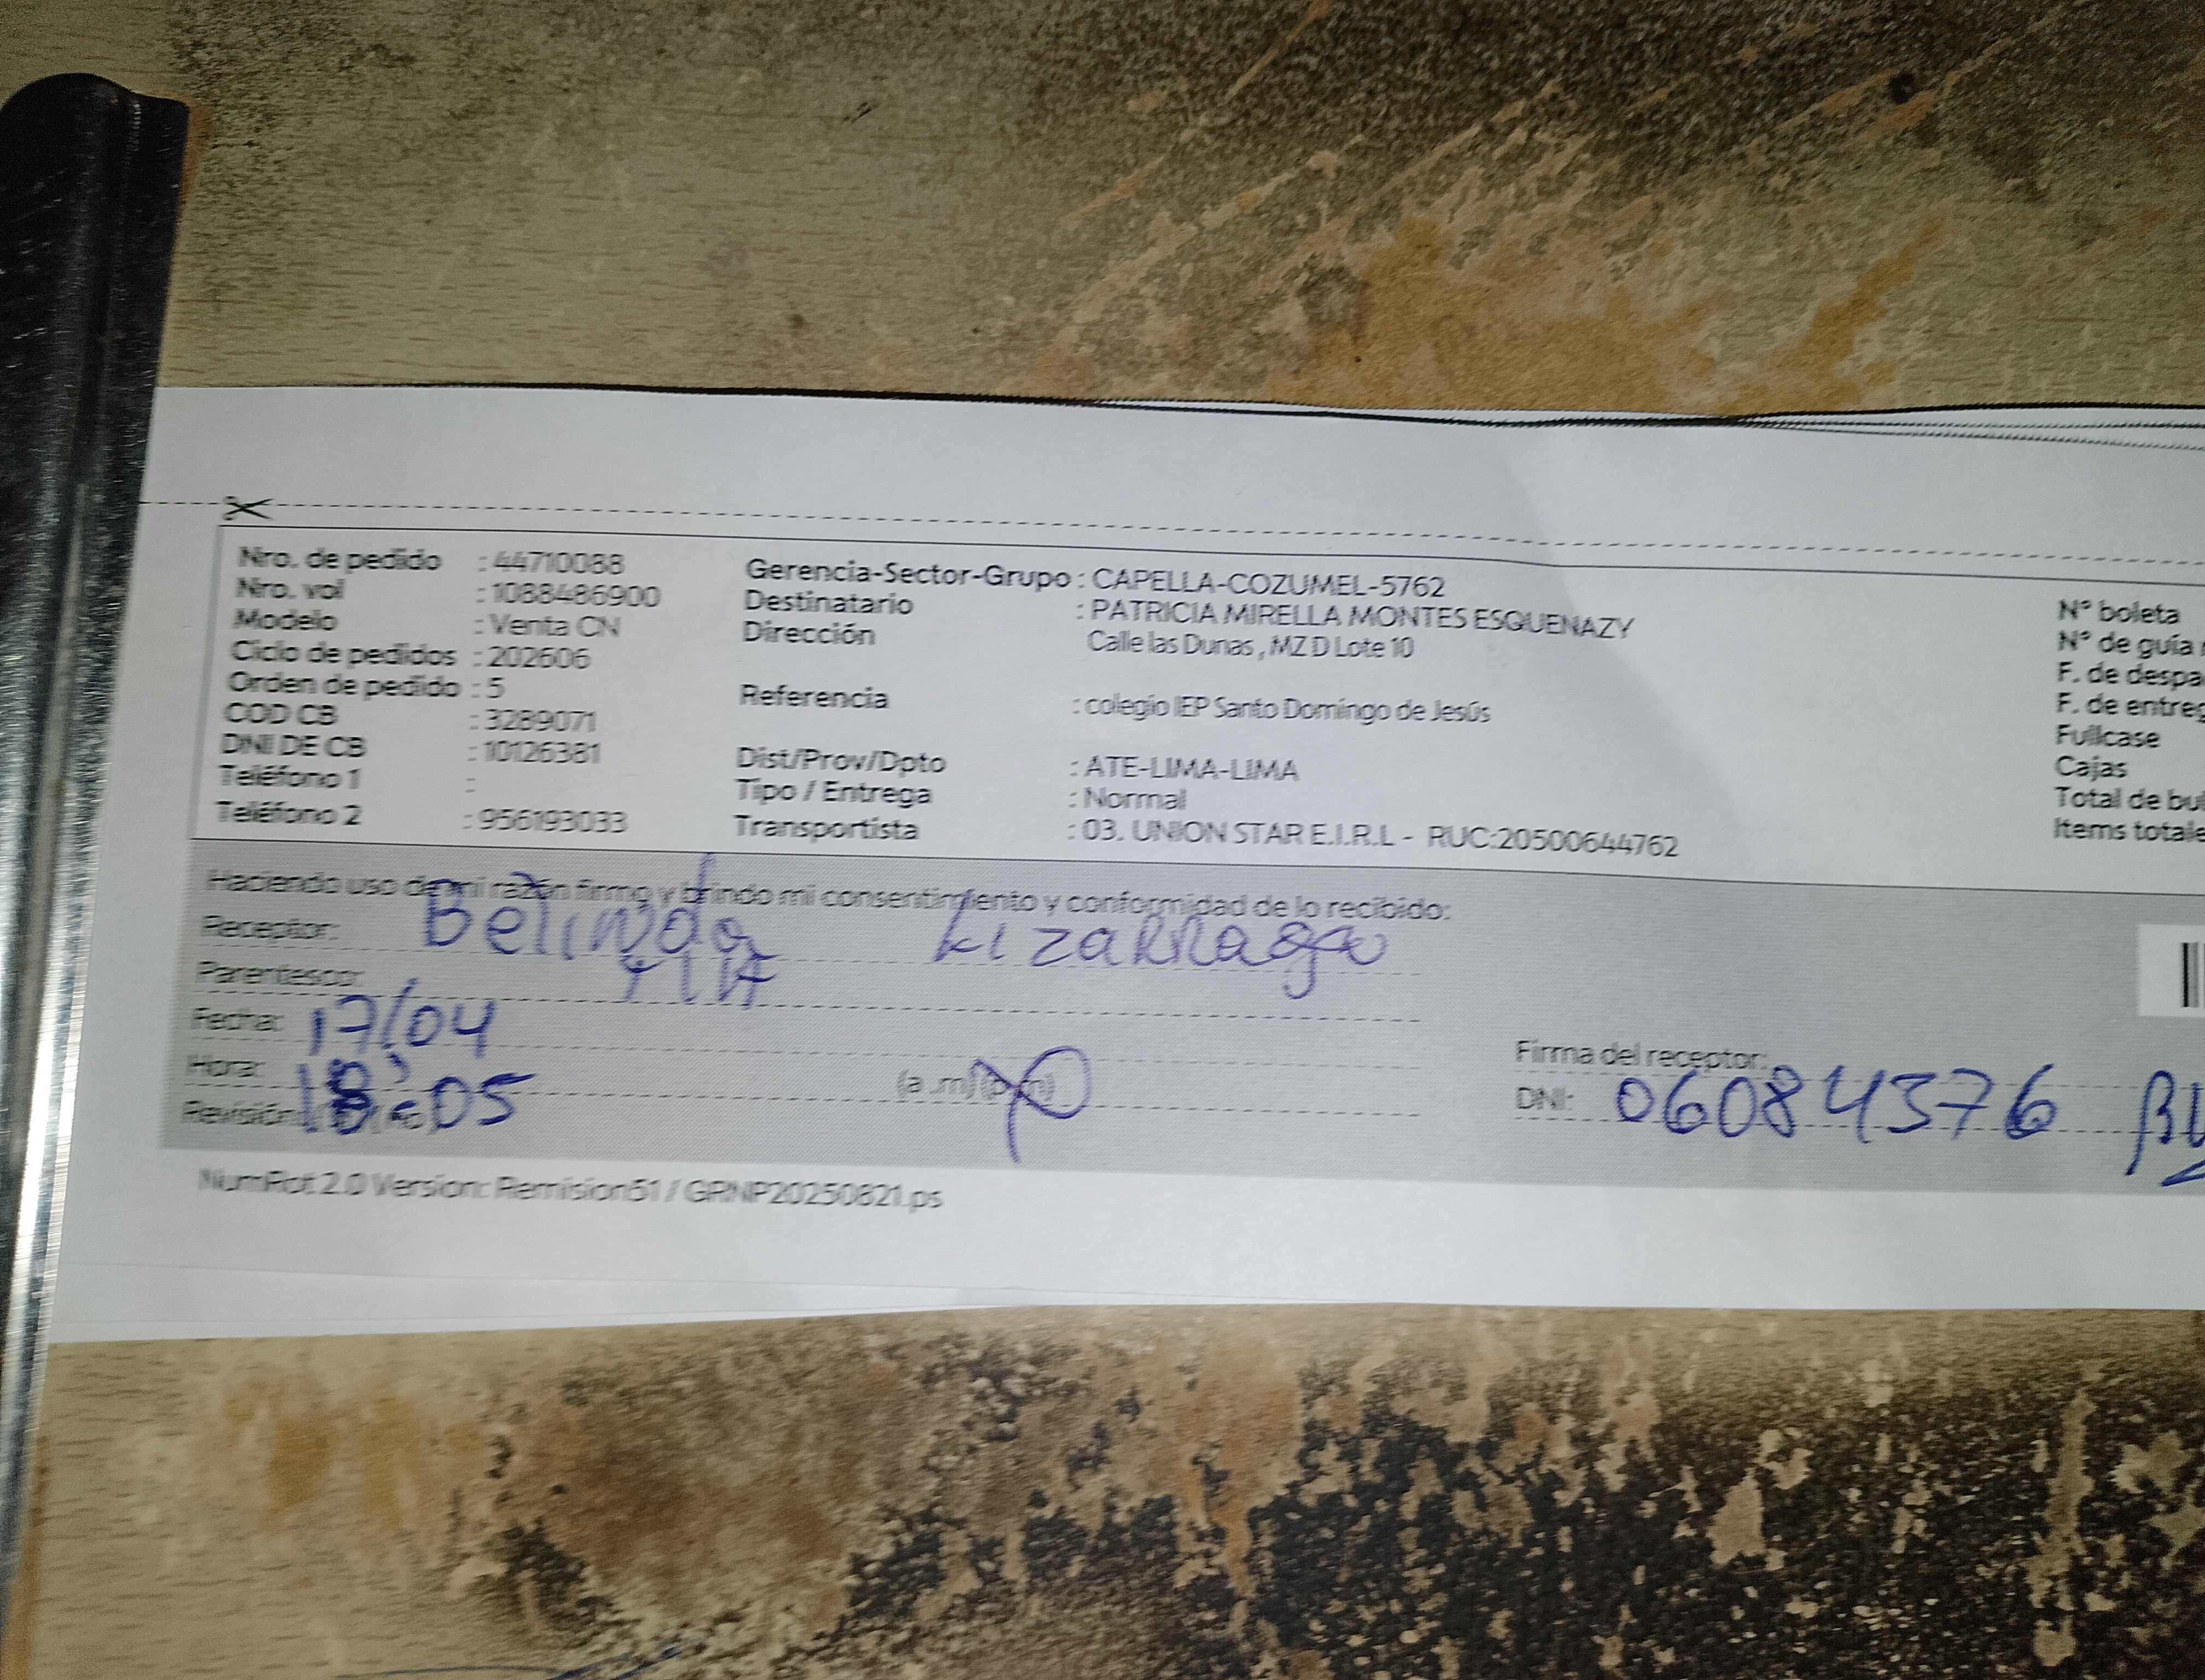 Nro. de pedido : 44710088
Nro. vol : 1088486900
Modelo : Venta CN
Ciclo de pedidos : 202606
Orden de pedido : 5
COD CB : 3289071
DNI DE CB : 10126381
Teléfono 1 :
Teléfono 2 : 956193033
Gerencia-Sector-Grupo : CAPELLA-COZUMEL-5762
Destinatario : PATRICIA MIRELLA MONTES ESQUENAZY
Dirección Calle las Dunas , MZ D Lote 10
Referencia : colegio IEP Santo Domingo de Jesús
Dist/Prov/Dpto : ATE-LIMA-LIMA
Tipo / Entrega : Normal
Transportista : 03. UNION STAR E.I.R.L - RUC:20500644762
N° boleta
N° de guía
F. de despa
F. de entreg
Fullcase
Cajas
Total de bul
Items totale
Haciendo uso de mi razón firmo y brindo mi consentimiento y conformidad de lo recibido:
Receptor: Belinda Lizarraga
Parentesco:
Fecha: 17/04
Hora: 18:05 (a .m) (p.m)
Revisión
Firma del receptor:
DNI: 06084576
NumRot 2.0 Version: Remision51 / GRNP20250821.ps